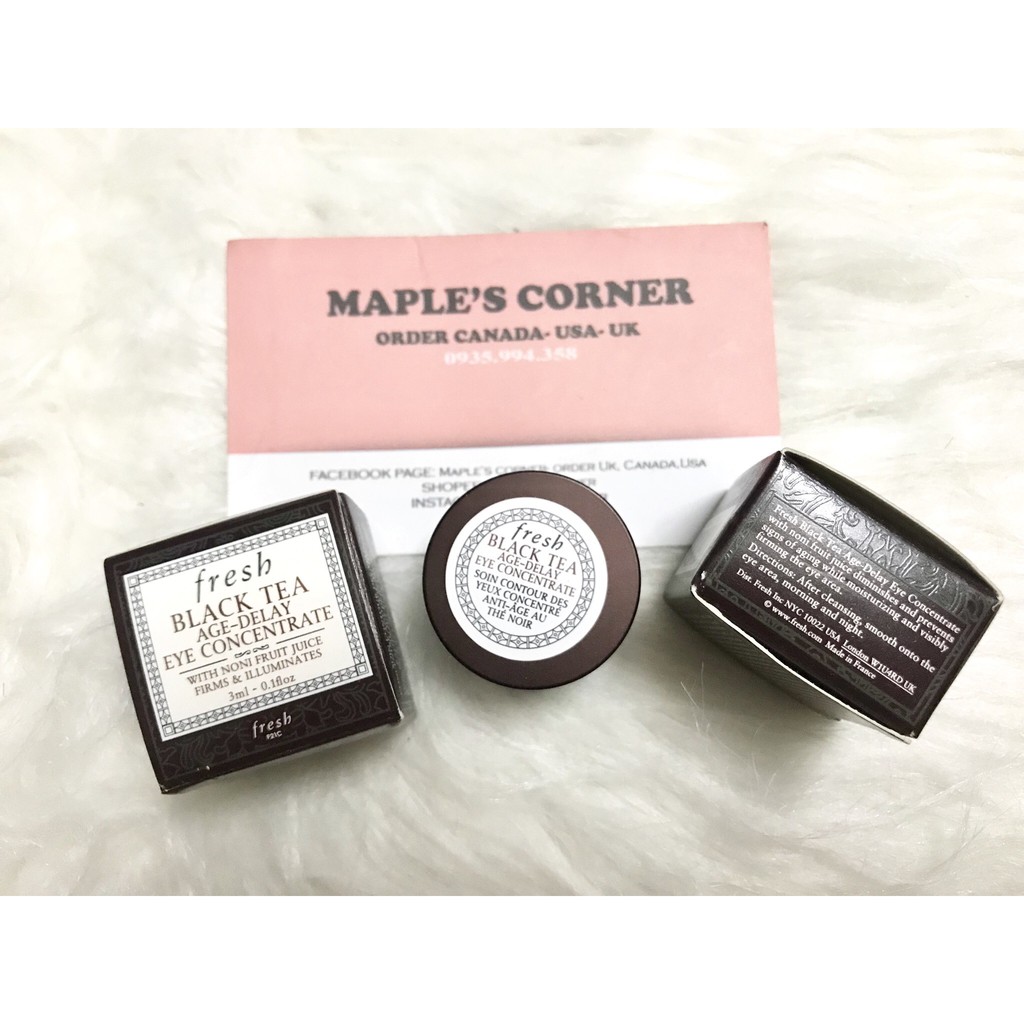 MAPLE'S CORNER
ORDER CANADA- USA- UK
0935.994.358
FACEBOOK PAGE: MAPLE'S CORNER: ORDER UK, CANADA,USA
fresh
BLACK TEA
AGE-DELAY
EYE CONCENTRATE
WITH NONI FRUIT JUICE
FIRMS & ILLUMINATES
3ml - 0.1floz
fresh
P21C
fresh
BLACK TEA
AGE-DELAY
EYE CONCENTRATE
SOIN CONTOUR DES
YEUX CONCENTRÉ
ANTI-ÂGE AU
THÉ NOIR
Fresh Black Tea Age-Delay Eye Concentrate
with noni fruit juice diminishes and prevents
signs of aging while moisturizing and visibly
firming the eye area.
Directions: After cleansing, smooth onto the
eye area, morning and night.
Dist. Fresh Inc NYC 10022 USA London W1U4RD UK
© www.fresh.com Made in France